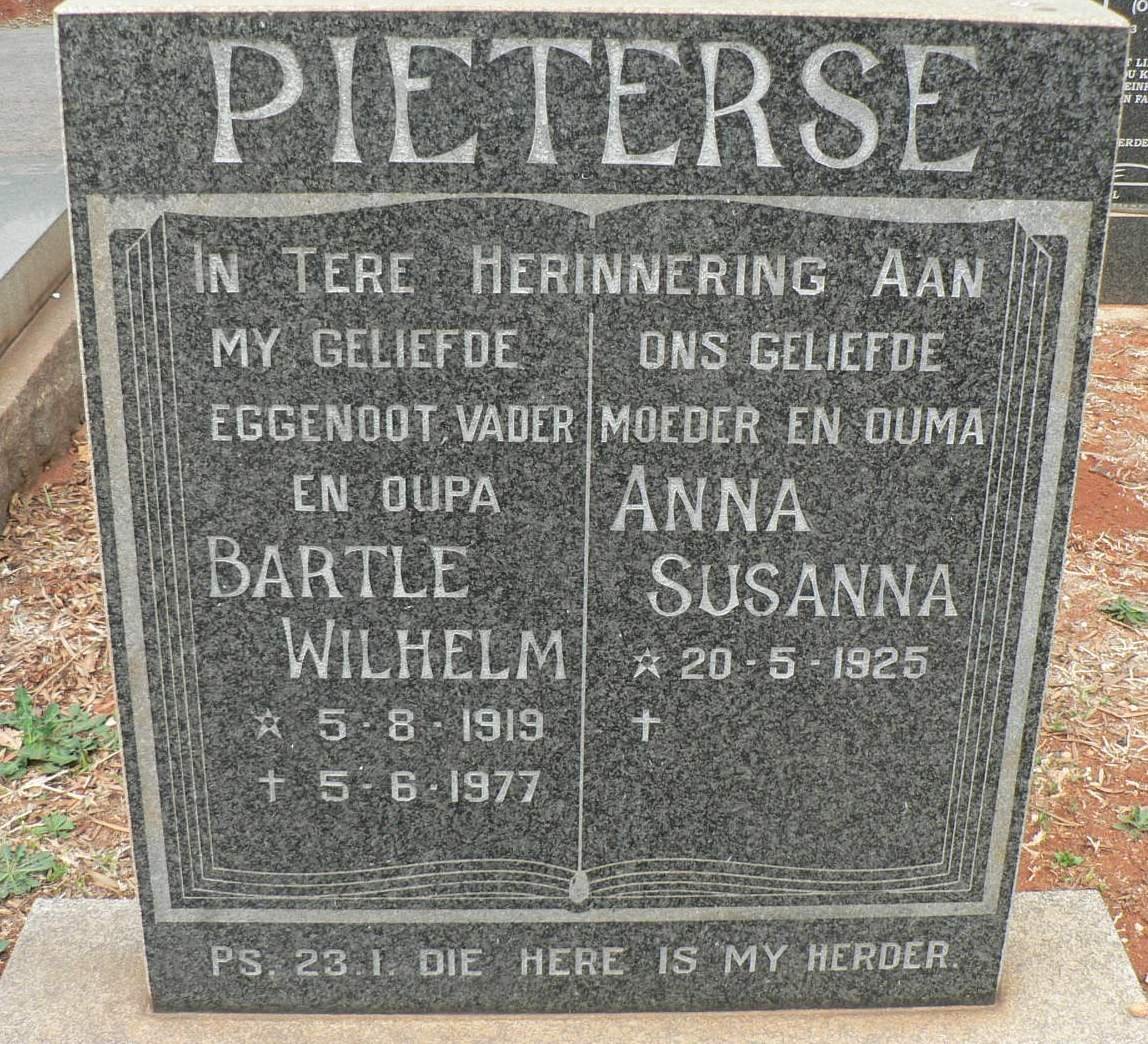 PIETERSE
IN TERE HERINNERING AAN
MY GELIEFDE
EGGENOOT, VADER
EN OUPA
BARTLE
WILHELM
☆ 5-8-1919
† 5-6-1977
ONS GELIEFDE
MOEDER EN OUMA
ANNA
SUSANNA
☆ 20-5-1925
†
PS. 23.1. DIE HERE IS MY HERDER.